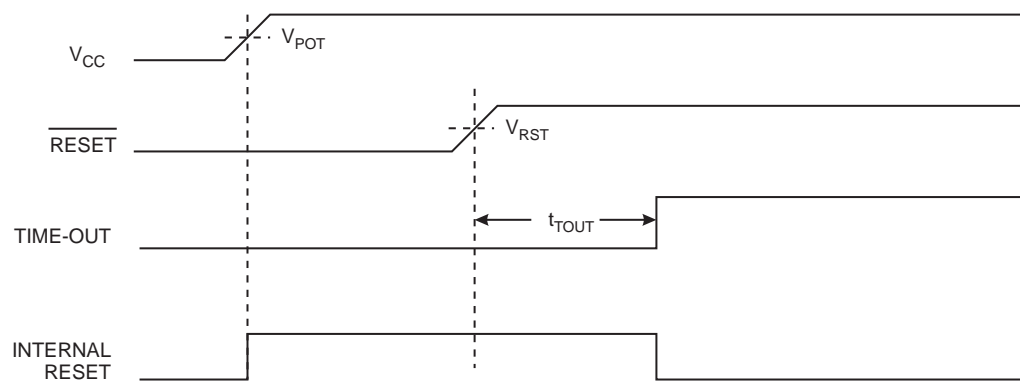 V_CC
V_POT
RESET
V_RST
TIME-OUT
t_TOUT
INTERNAL
RESET